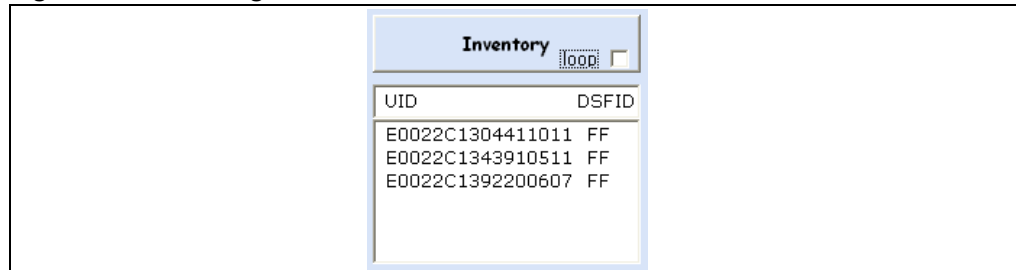 Inventory
loop
UID DSFID
E0022C1304411011 FF
E0022C1343910511 FF
E0022C1392200607 FF